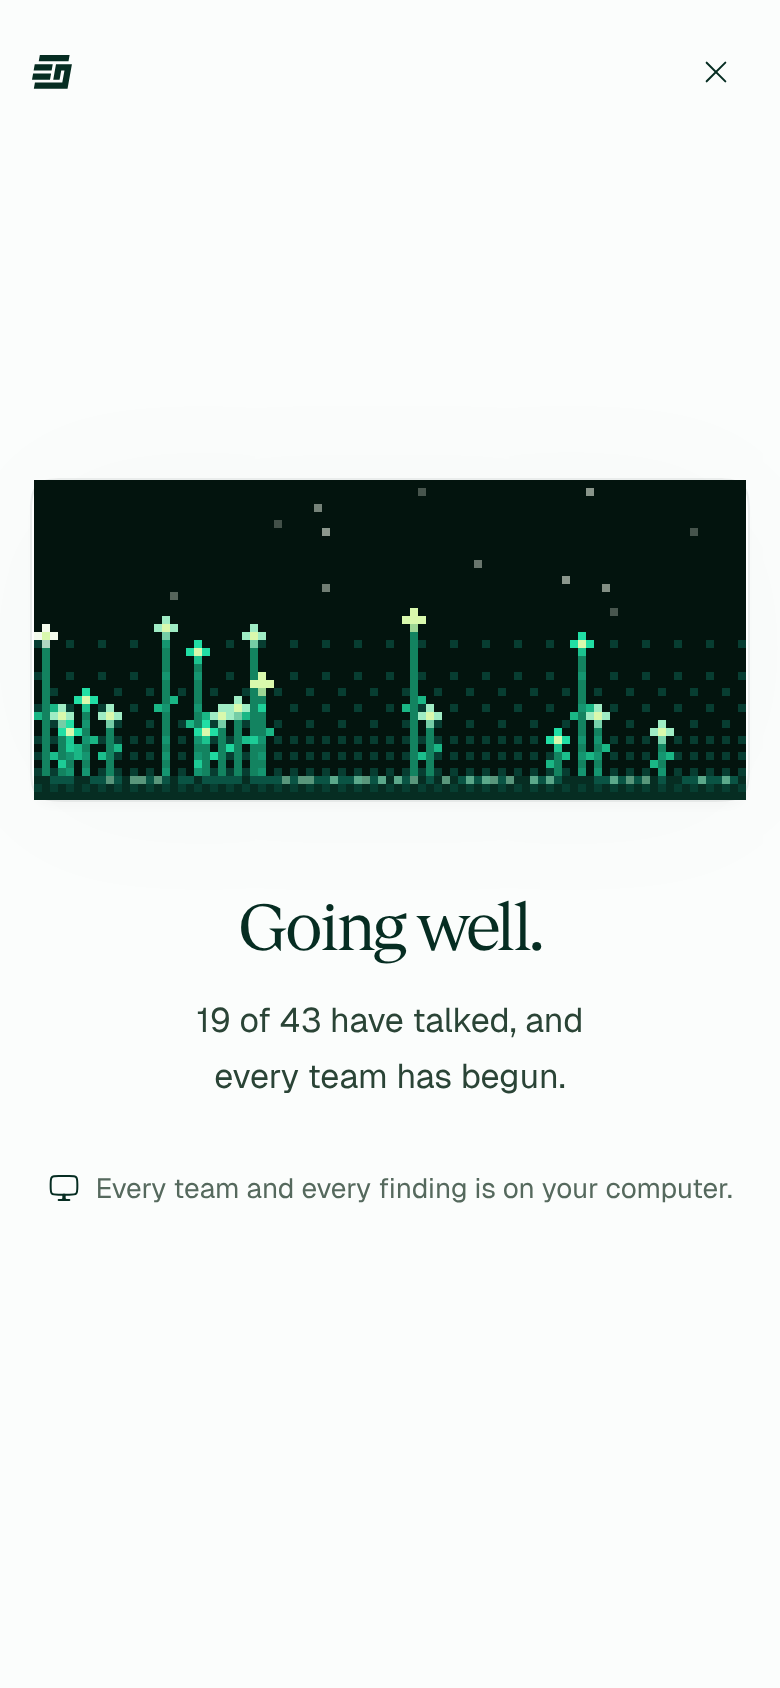 Going well.
19 of 43 have talked, and
every team has begun.
Every team and every finding is on your computer.